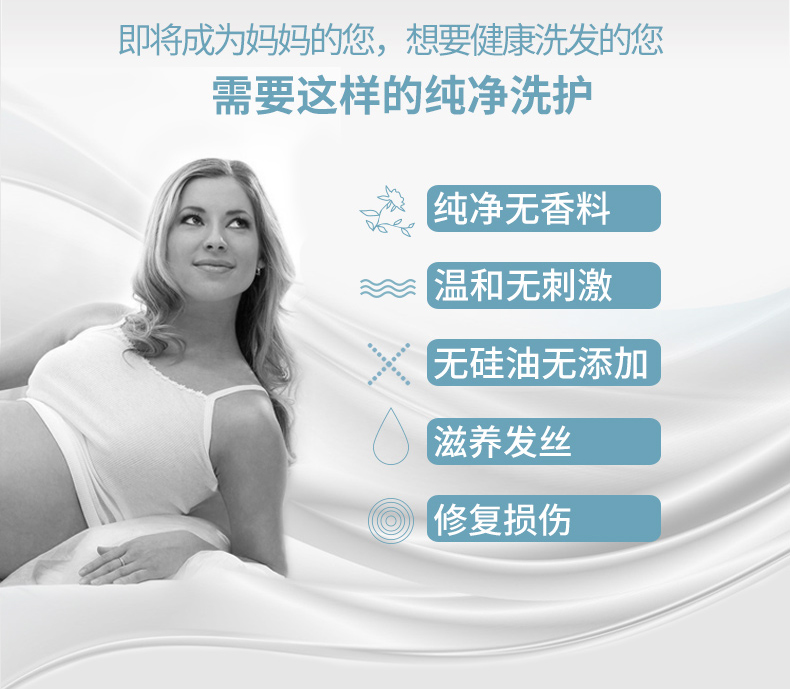 即将成为妈妈的您，想要健康洗发的您
需要这样的纯净洗护
纯净无香料
温和无刺激
无硅油无添加
滋养发丝
修复损伤